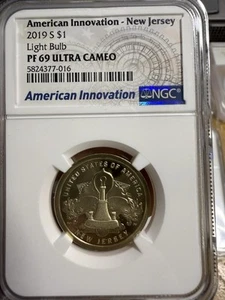 American Innovation - New Jersey
2019 S $1
Light Bulb
PF 69 ULTRA CAMEO
5824377-016
American Innovation
NGC
UNITED STATES OF AMERICA
NEW JERSEY